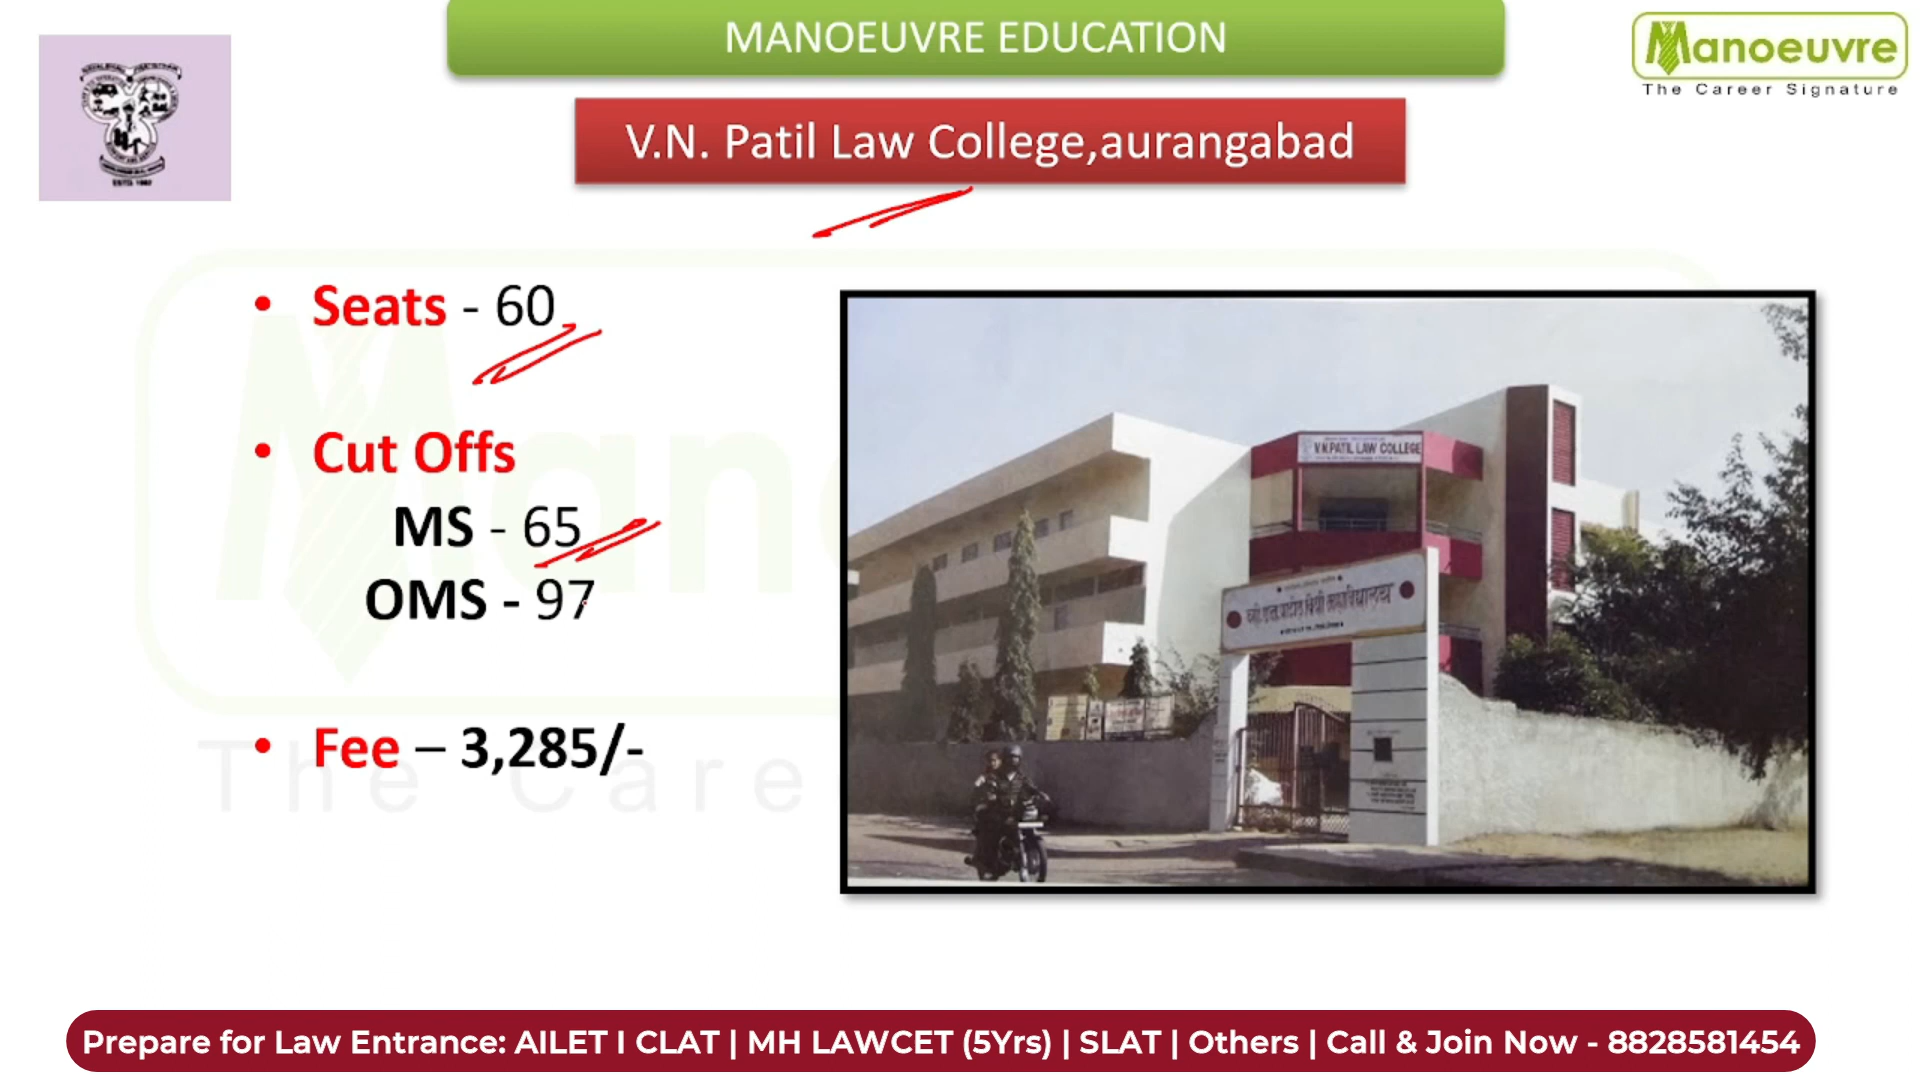 MANOEUVRE EDUCATION
Manoeuvre
The Career Signature
V.N. Patil Law College,aurangabad
• Seats - 60
• Cut Offs
MS - 65
OMS - 97
• Fee – 3,285/-
V.N.PATIL LAW COLLEGE
Prepare for Law Entrance: AILET I CLAT | MH LAWCET (5Yrs) | SLAT | Others | Call & Join Now - 8828581454